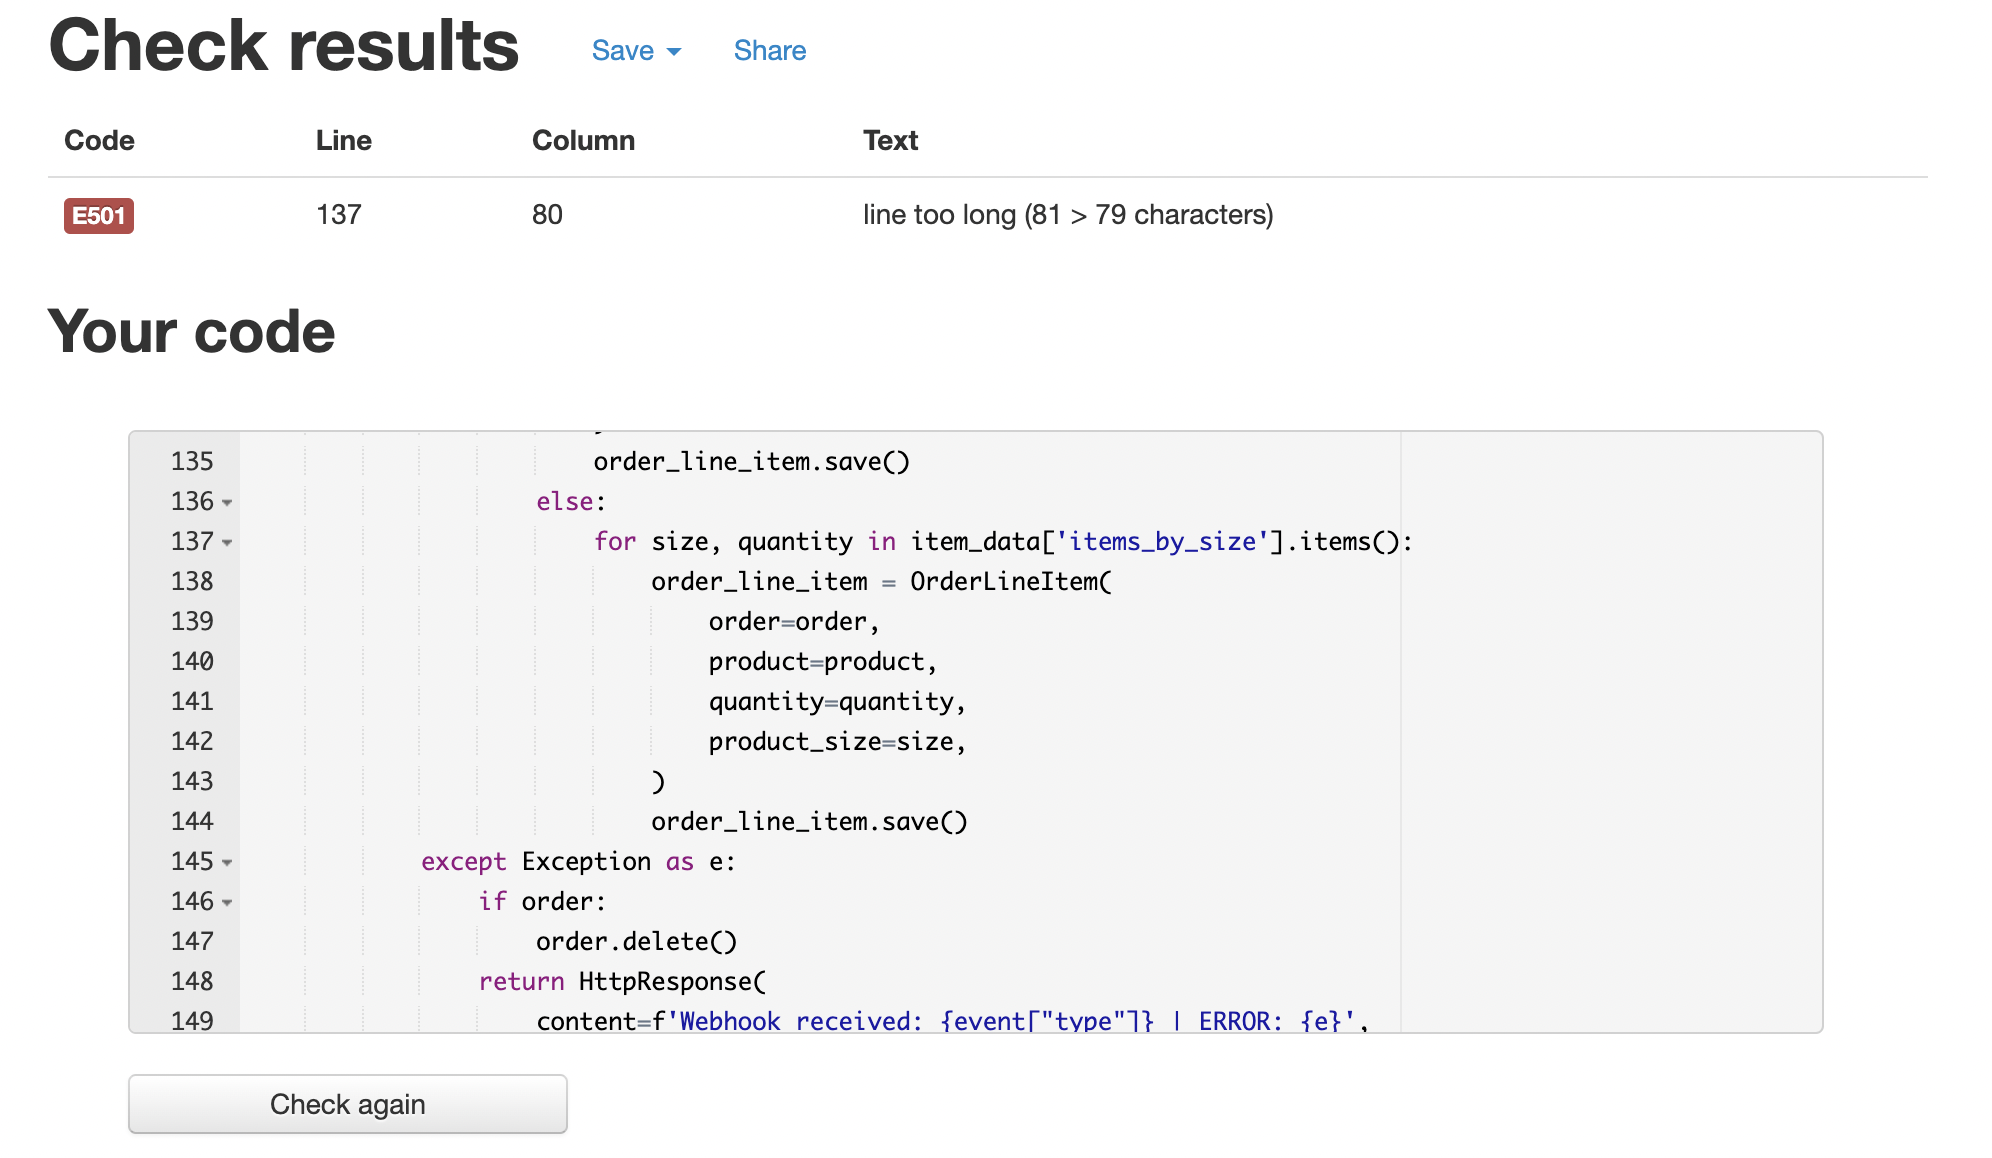 Check results Save Share
Code Line Column Text
E501 137 80 line too long (81 > 79 characters)
Your code
135 order_line_item.save()
136 else:
137 for size, quantity in item_data['items_by_size'].items():
138 order_line_item = OrderLineItem(
139 order=order,
140 product=product,
141 quantity=quantity,
142 product_size=size,
143 )
144 order_line_item.save()
145 except Exception as e:
146 if order:
147 order.delete()
148 return HttpResponse(
149 content=f'Webhook received: {event["type"]} | ERROR: {e}',
Check again